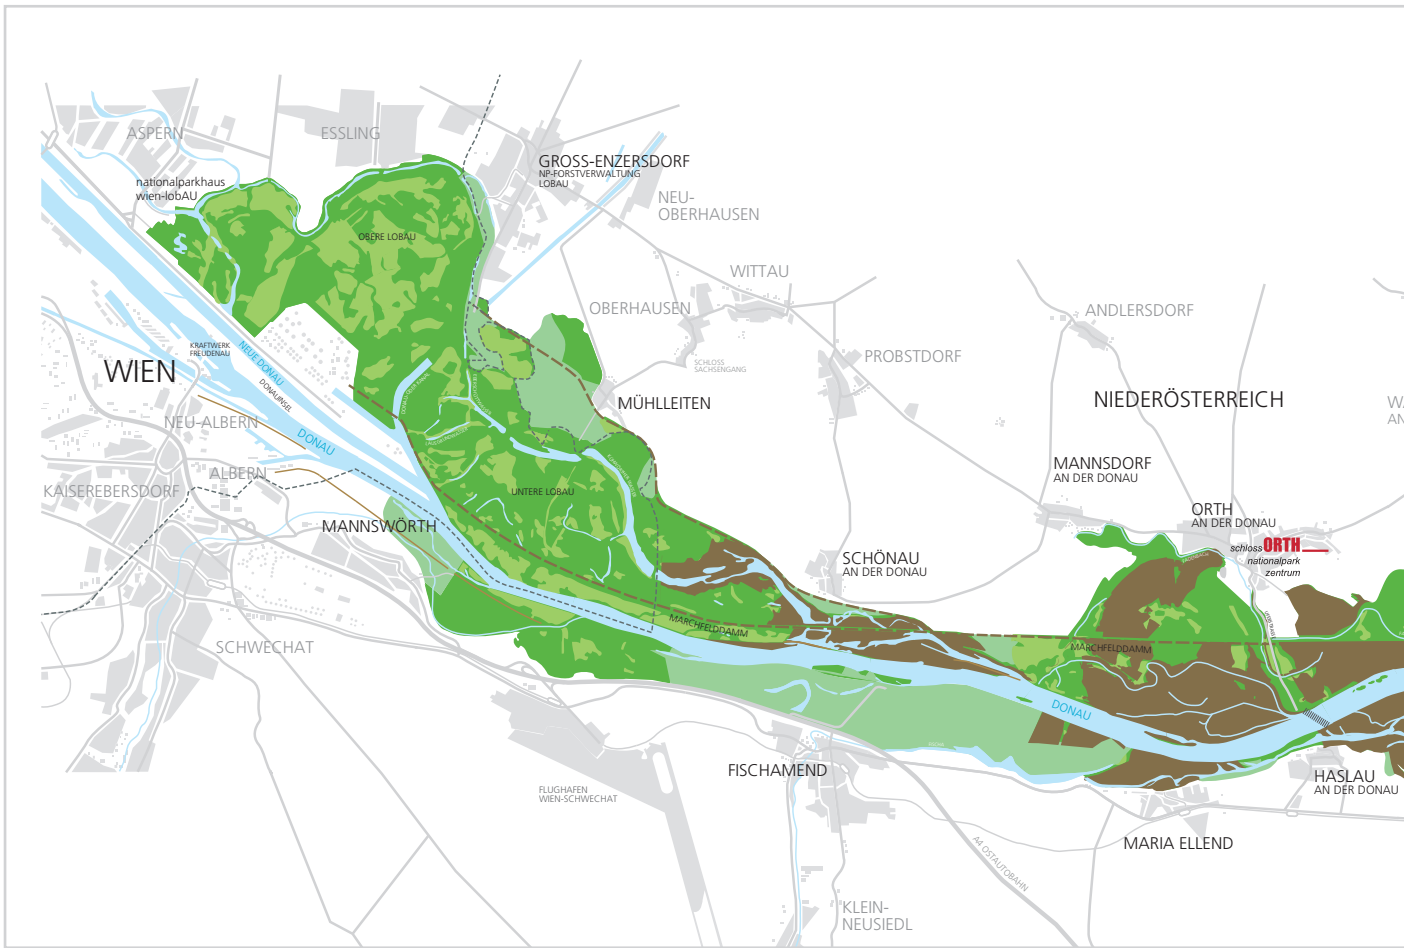 ASPERN
ESSLING
nationalparkhaus
wien-lobAU
GROSS-ENZERSDORF
NP-FORSTVERWALTUNG
LOBAU
NEU-
OBERHAUSEN
OBERE LOBAU
WITTAU
OBERHAUSEN
ANDLERSDORF
KRAFTWERK
FREUDENAU
NEUE DONAU
DONAUINSEL
SCHLOSS
SACHSENGANG
PROBSTDORF
WIEN
MÜHLLEITEN
NIEDERÖSTERREICH
W
AN
NEU-ALBERN
DONAU
ALBERN
KAISEREBERSDORF
UNTERE LOBAU
MANNSDORF
AN DER DONAU
MANNSWÖRTH
ORTH
AN DER DONAU
schlossORTH
nationalpark
zentrum
SCHÖNAU
AN DER DONAU
MARCHFELDDAMM
MARCHFELDDAMM
SCHWECHAT
DONAU
FISCHAMEND
HASLAU
AN DER DONAU
FLUGHAFEN
WIEN-SCHWECHAT
MARIA ELLEND
A4 OSTAUTOBAHN
KLEIN-
NEUSIEDL